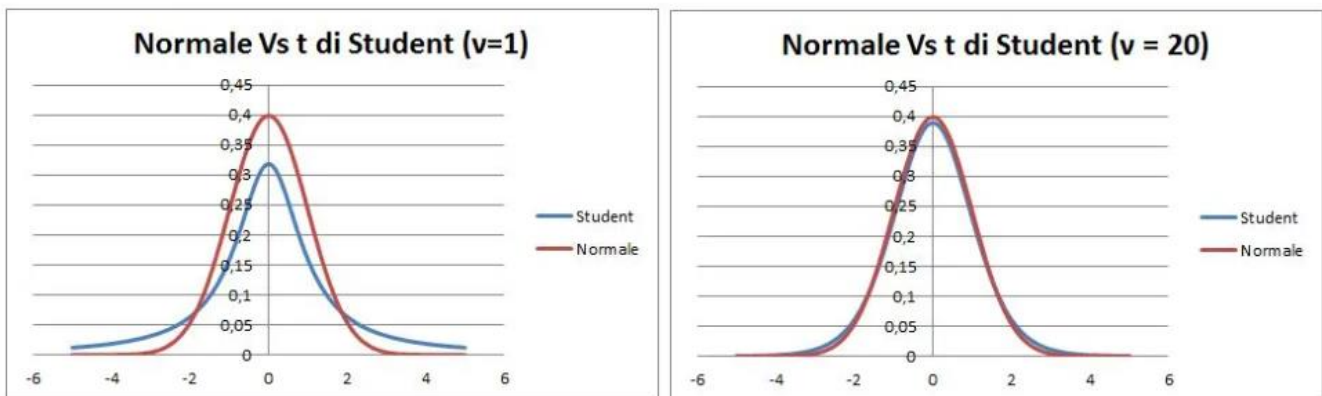 Normale Vs t di Student (v=1)
0,45
0,4
0,35
0,3
0,25
0,2
0,15
0,1
0,05
0
-6 -4 -2 0 2 4 6
Student
Normale
Normale Vs t di Student (v = 20)
0,45
0,4
0,35
0,3
0,25
0,2
0,15
0,1
0,05
0
-6 -4 -2 0 2 4 6
Student
Normale